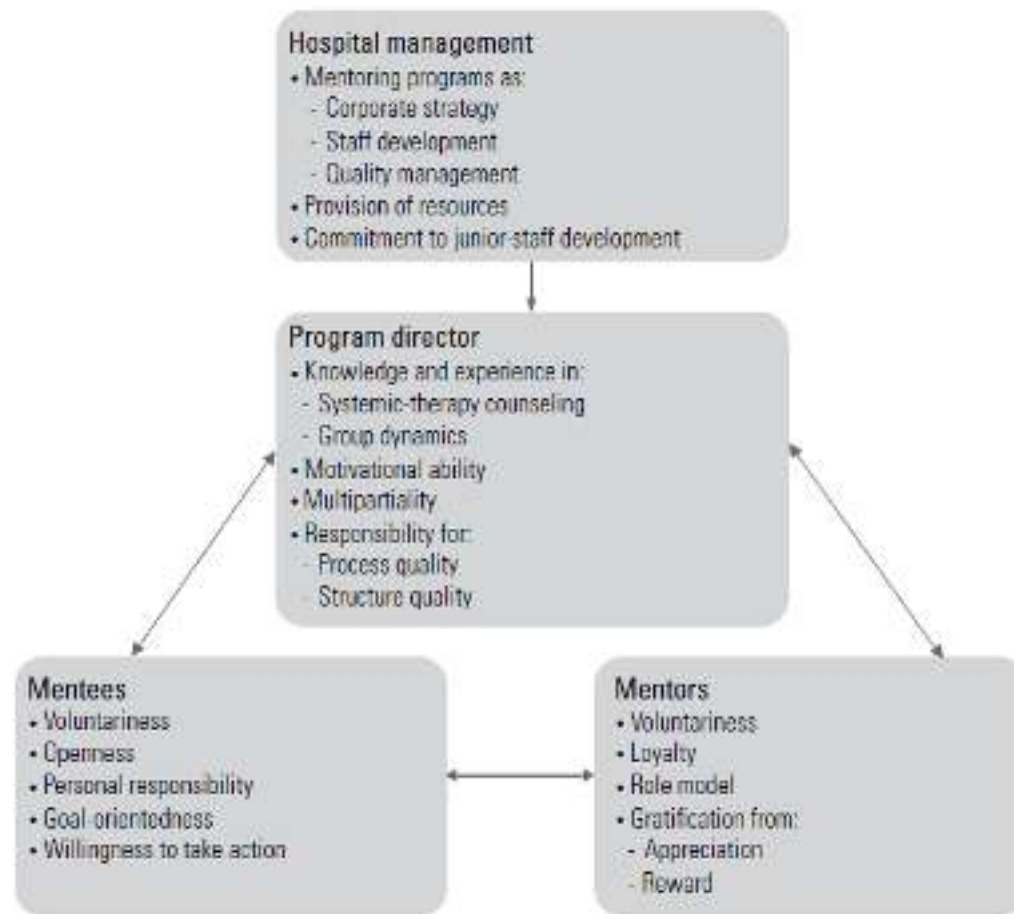 Hospital management
• Mentoring programs as:
- Corporate strategy
- Staff development
- Quality management
• Provision of resources
• Commitment to junior-staff development
Program director
• Knowledge and experience in:
- Systemic-therapy counseling
- Group dynamics
• Motivational ability
• Multipartiality
• Responsibility for:
- Process quality
- Structure quality
Mentees
• Voluntariness
• Openness
• Personal responsibility
• Goal-orientedness
• Willingness to take action
Mentors
• Voluntariness
• Loyalty
• Role model
• Gratification from:
- Appreciation
- Reward